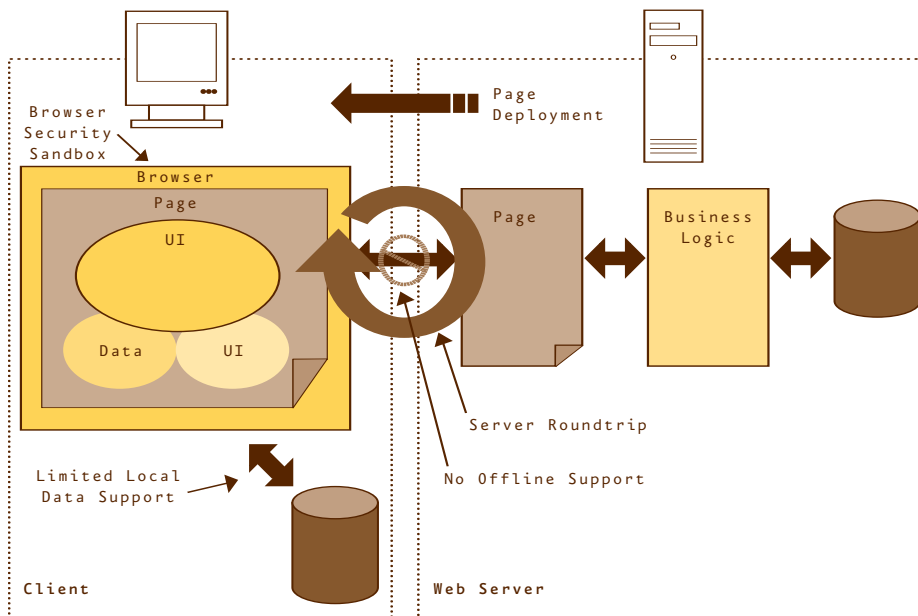 Page
Deployment
Browser
Security
Sandbox
Browser
Page
UI
Data
UI
Page
Business
Logic
Server Roundtrip
No Offline Support
Limited Local
Data Support
Client
Web Server